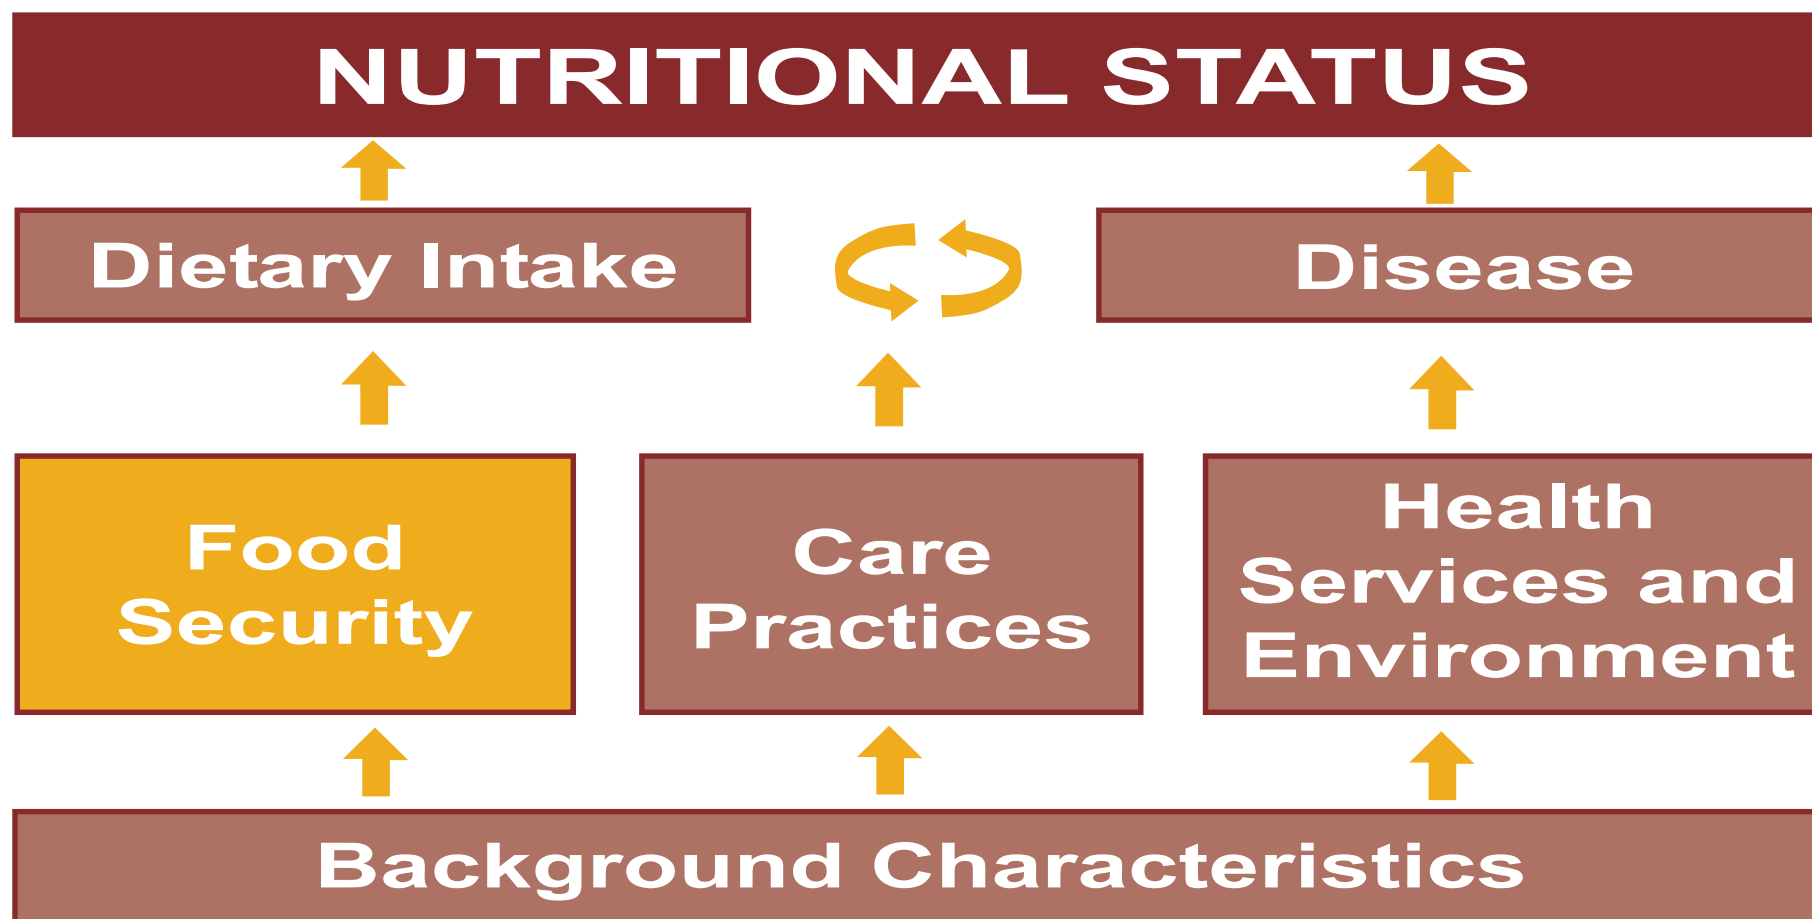 NUTRITIONAL STATUS
Dietary Intake
Disease
Food
Security
Care
Practices
Health
Services and
Environment
Background Characteristics